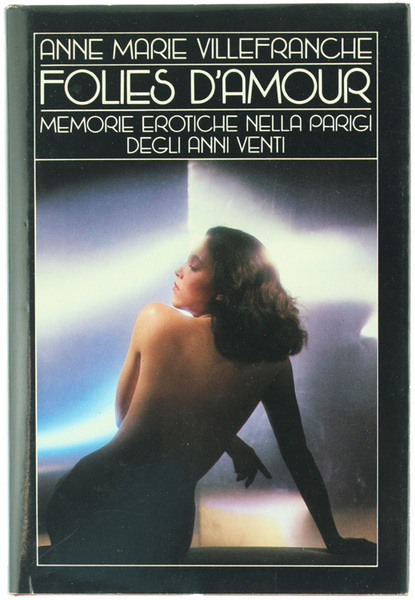 ANNE MARIE VILLEFRANCHE
FOLIES D'AMOUR
MEMORIE EROTICHE NELLA PARIGI
DEGLI ANNI VENTI